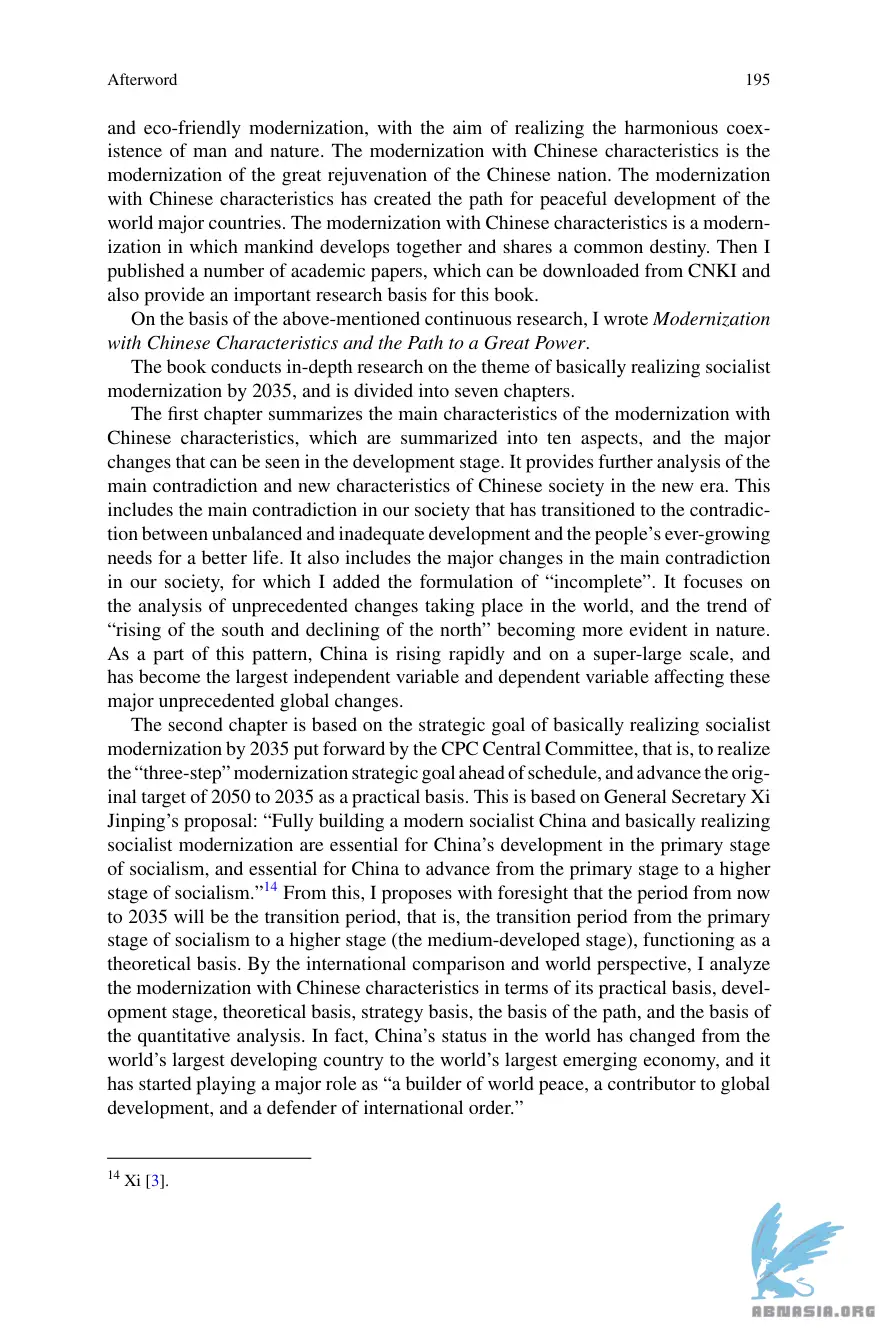 Afterword 195
and eco-friendly modernization, with the aim of realizing the harmonious coex-
istence of man and nature. The modernization with Chinese characteristics is the
modernization of the great rejuvenation of the Chinese nation. The modernization
with Chinese characteristics has created the path for peaceful development of the
world major countries. The modernization with Chinese characteristics is a modern-
ization in which mankind develops together and shares a common destiny. Then I
published a number of academic papers, which can be downloaded from CNKI and
also provide an important research basis for this book.
On the basis of the above-mentioned continuous research, I wrote Modernization
with Chinese Characteristics and the Path to a Great Power.
The book conducts in-depth research on the theme of basically realizing socialist
modernization by 2035, and is divided into seven chapters.
The first chapter summarizes the main characteristics of the modernization with
Chinese characteristics, which are summarized into ten aspects, and the major
changes that can be seen in the development stage. It provides further analysis of the
main contradiction and new characteristics of Chinese society in the new era. This
includes the main contradiction in our society that has transitioned to the contradic-
tion between unbalanced and inadequate development and the people's ever-growing
needs for a better life. It also includes the major changes in the main contradiction
in our society, for which I added the formulation of “incomplete”. It focuses on
the analysis of unprecedented changes taking place in the world, and the trend of
“rising of the south and declining of the north” becoming more evident in nature.
As a part of this pattern, China is rising rapidly and on a super-large scale, and
has become the largest independent variable and dependent variable affecting these
major unprecedented global changes.
The second chapter is based on the strategic goal of basically realizing socialist
modernization by 2035 put forward by the CPC Central Committee, that is, to realize
the “three-step” modernization strategic goal ahead of schedule, and advance the orig-
inal target of 2050 to 2035 as a practical basis. This is based on General Secretary Xi
Jinping’s proposal: “Fully building a modern socialist China and basically realizing
socialist modernization are essential for China’s development in the primary stage
of socialism, and essential for China to advance from the primary stage to a higher
stage of socialism.”14 From this, I proposes with foresight that the period from now
to 2035 will be the transition period, that is, the transition period from the primary
stage of socialism to a higher stage (the medium-developed stage), functioning as a
theoretical basis. By the international comparison and world perspective, I analyze
the modernization with Chinese characteristics in terms of its practical basis, devel-
opment stage, theoretical basis, strategy basis, the basis of the path, and the basis of
the quantitative analysis. In fact, China’s status in the world has changed from the
world’s largest developing country to the world’s largest emerging economy, and it
has started playing a major role as “a builder of world peace, a contributor to global
development, and a defender of international order.”
14 Xi [3].
ABNASIA.ORG